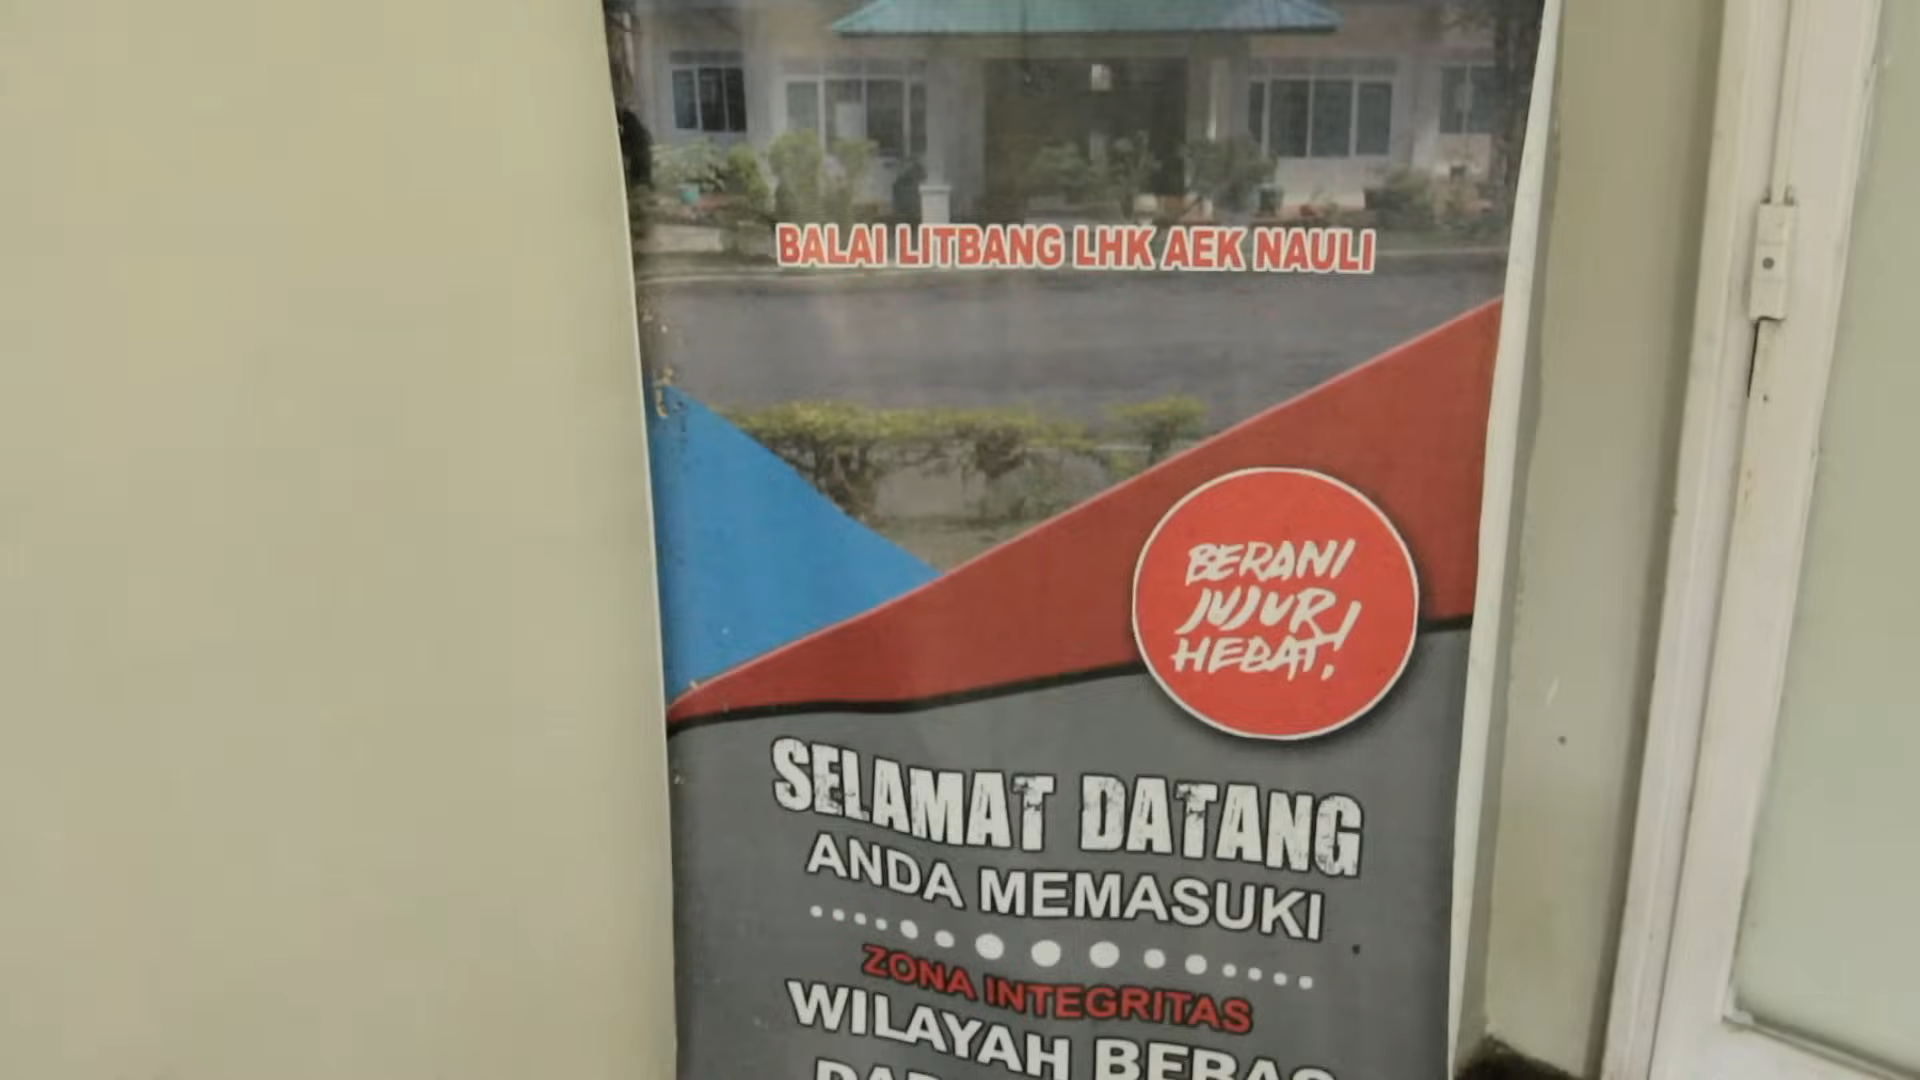 BALAI LITBANG LHK AEK NAULI
BERANI
JUJUR
HEBAT!
SELAMAT DATANG
ANDA MEMASUKI
ZONA INTEGRITAS
WILAYAH BEBAS